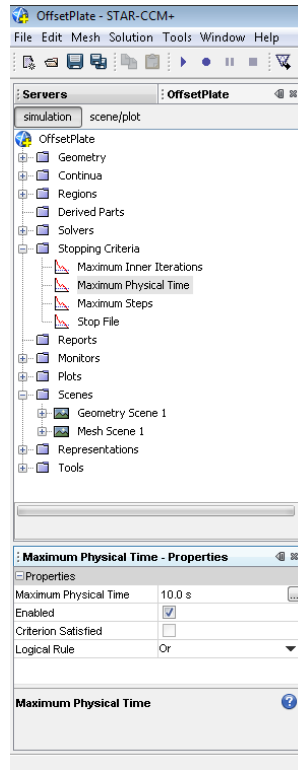 OffsetPlate - STAR-CCM+
File Edit Mesh Solution Tools Window Help
Servers OffsetPlate
simulation scene/plot
OffsetPlate
Geometry
Continua
Regions
Derived Parts
Solvers
Stopping Criteria
Maximum Inner Iterations
Maximum Physical Time
Maximum Steps
Stop File
Reports
Monitors
Plots
Scenes
Geometry Scene 1
Mesh Scene 1
Representations
Tools
Maximum Physical Time - Properties
Properties
Maximum Physical Time 10.0 s ...
Enabled
Criterion Satisfied
Logical Rule Or
Maximum Physical Time ?